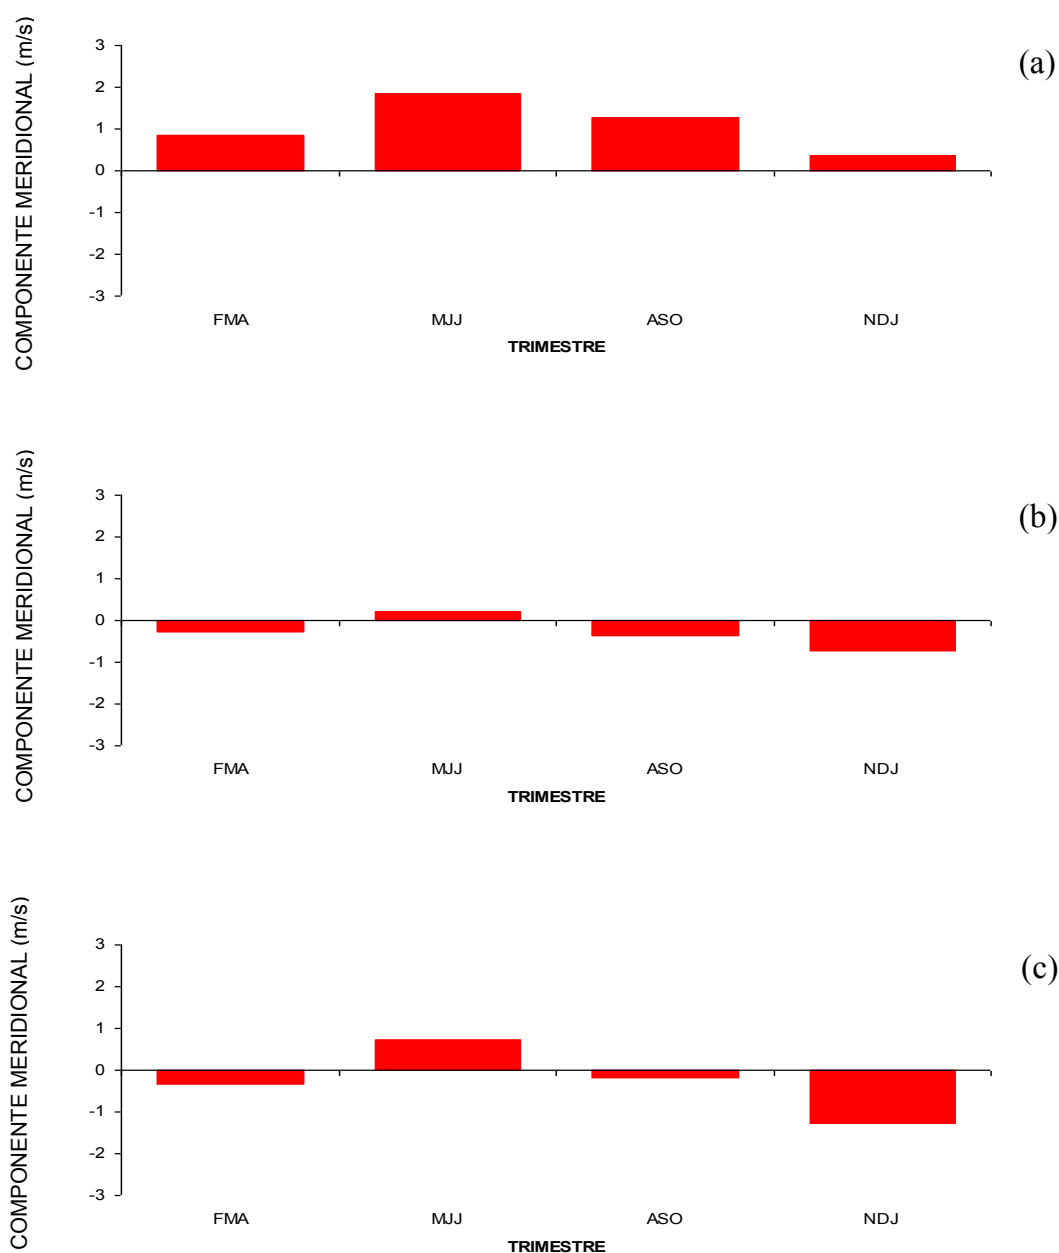 COMPONENTE MERIDIONAL (m/s)
3
2
1
0
-1
-2
-3
FMA MJJ ASO NDJ
TRIMESTRE
(a)
COMPONENTE MERIDIONAL (m/s)
3
2
1
0
-1
-2
-3
FMA MJJ ASO NDJ
TRIMESTRE
(b)
COMPONENTE MERIDIONAL (m/s)
3
2
1
0
-1
-2
-3
FMA MJJ ASO NDJ
TRIMESTRE
(c)